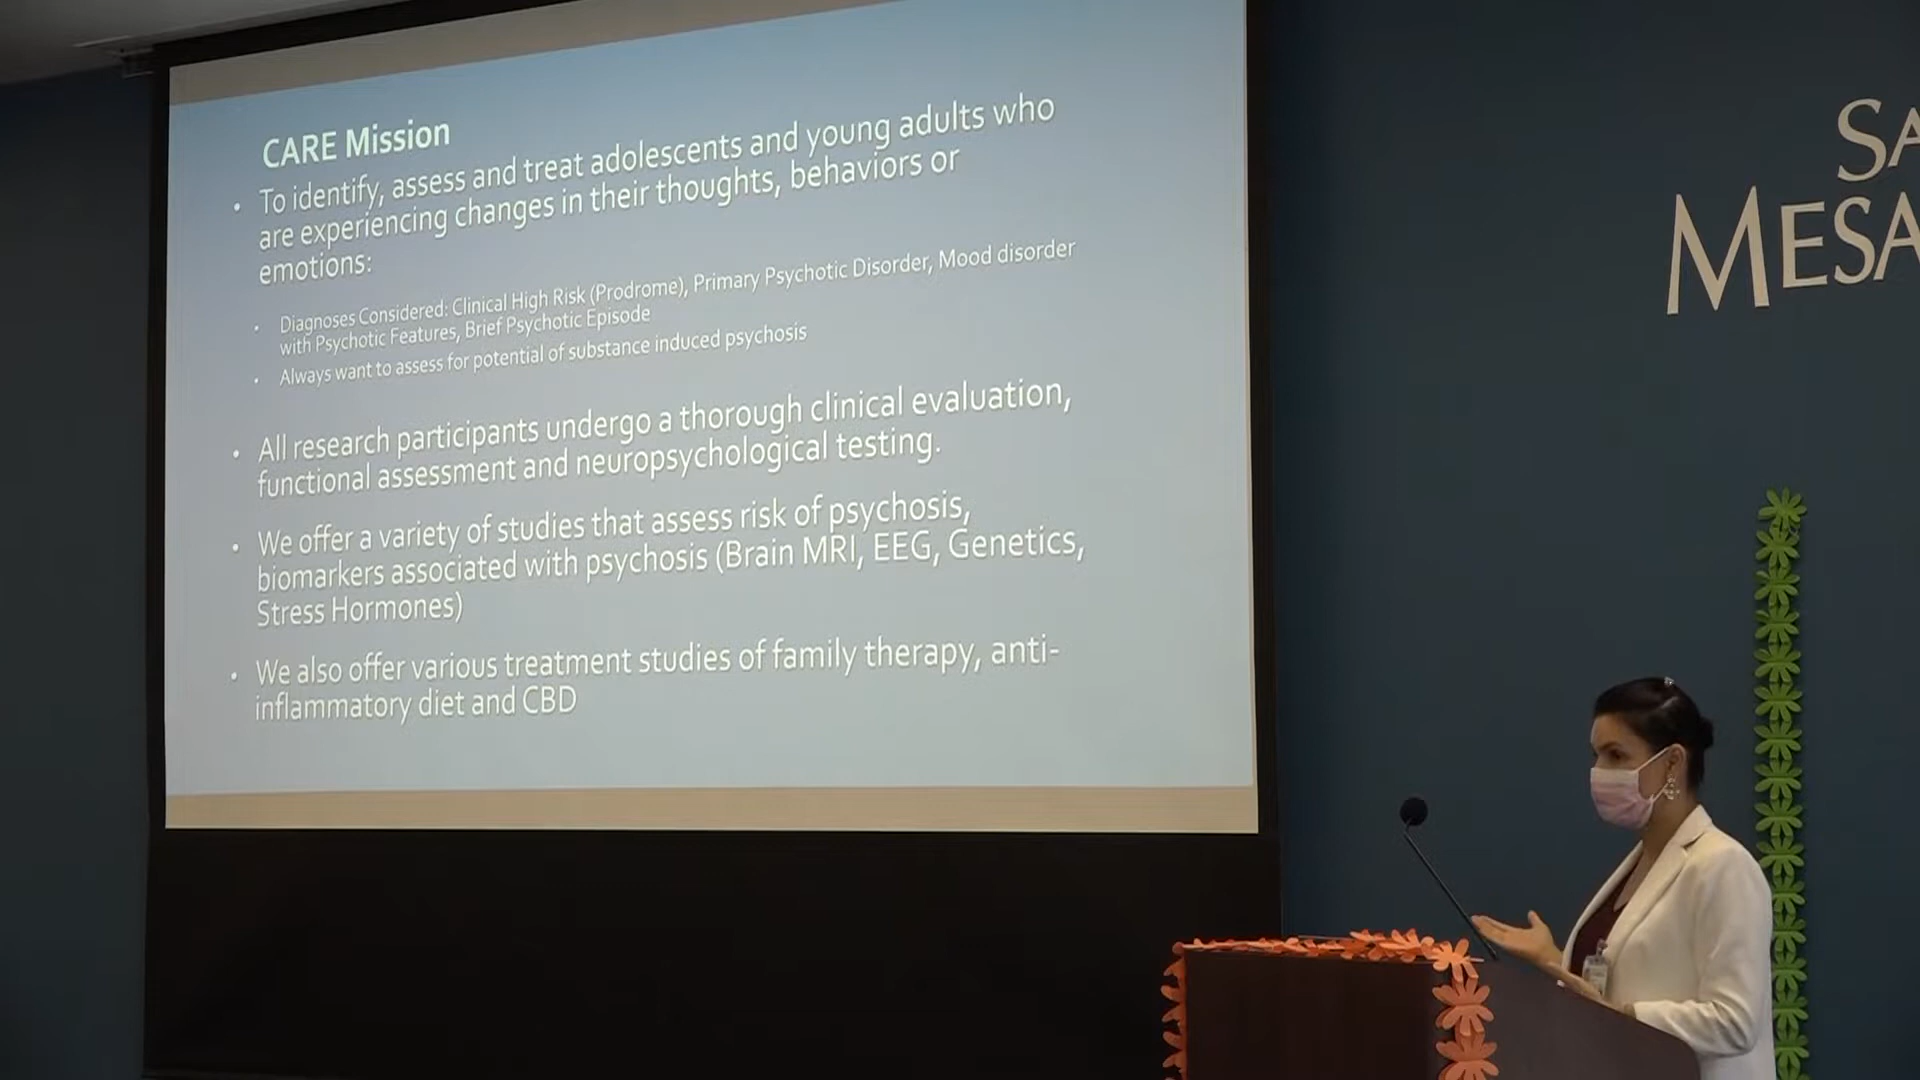 CARE Mission
• To identify, assess and treat adolescents and young adults who
are experiencing changes in their thoughts, behaviors or
emotions:
• Diagnoses Considered: Clinical High Risk (Prodrome), Primary Psychotic Disorder, Mood disorder
with Psychotic Features, Brief Psychotic Episode
• Always want to assess for potential of substance induced psychosis
• All research participants undergo a thorough clinical evaluation,
functional assessment and neuropsychological testing.
• We offer a variety of studies that assess risk of psychosis,
biomarkers associated with psychosis (Brain MRI, EEG, Genetics,
Stress Hormones)
• We also offer various treatment studies of family therapy, anti-
inflammatory diet and CBD
SA
MESA